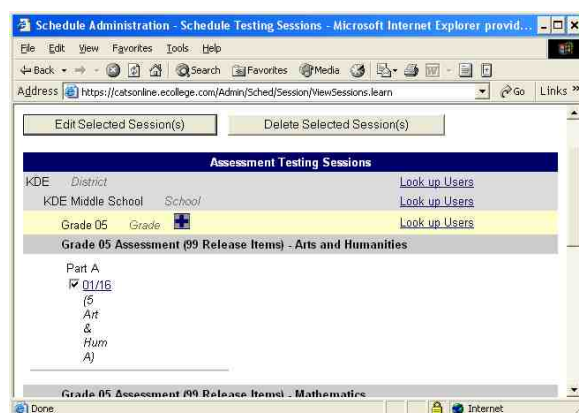 Schedule Administration - Schedule Testing Sessions - Microsoft Internet Explorer provid...
File Edit View Favorites Tools Help
Back Search Favorites Media
Address https://catsonline.ecollege.com/Admin/Sched/Session/ViewSessions.learn Go Links »
Edit Selected Session(s) Delete Selected Session(s)
Assessment Testing Sessions
KDE District Look up Users
KDE Middle School School Look up Users
Grade 05 Grade Look up Users
Grade 05 Assessment (99 Release Items) - Arts and Humanities
Part A
01/16
(5
Art
&
Hum
A)
Grade 05 Assessment (99 Release Items) - Mathematics
Done Internet